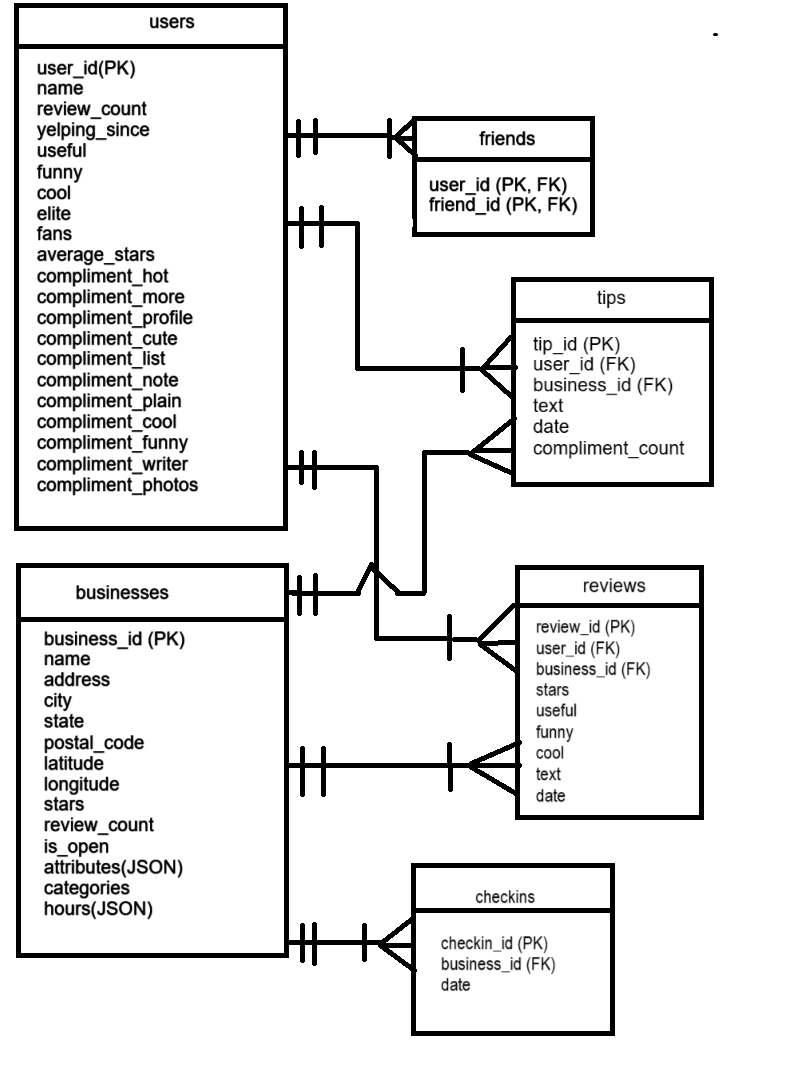 users
user_id(PK)
name
review_count
yelping_since
useful
funny
cool
elite
fans
average_stars
compliment_hot
compliment_more
compliment_profile
compliment_cute
compliment_list
compliment_note
compliment_plain
compliment_cool
compliment_funny
compliment_writer
compliment_photos
friends
user_id (PK, FK)
friend_id (PK, FK)
tips
tip_id (PK)
user_id (FK)
business_id (FK)
text
date
compliment_count
businesses
business_id (PK)
name
address
city
state
postal_code
latitude
longitude
stars
review_count
is_open
attributes(JSON)
categories
hours(JSON)
reviews
review_id (PK)
user_id (FK)
business_id (FK)
stars
useful
funny
cool
text
date
checkins
checkin_id (PK)
business_id (FK)
date